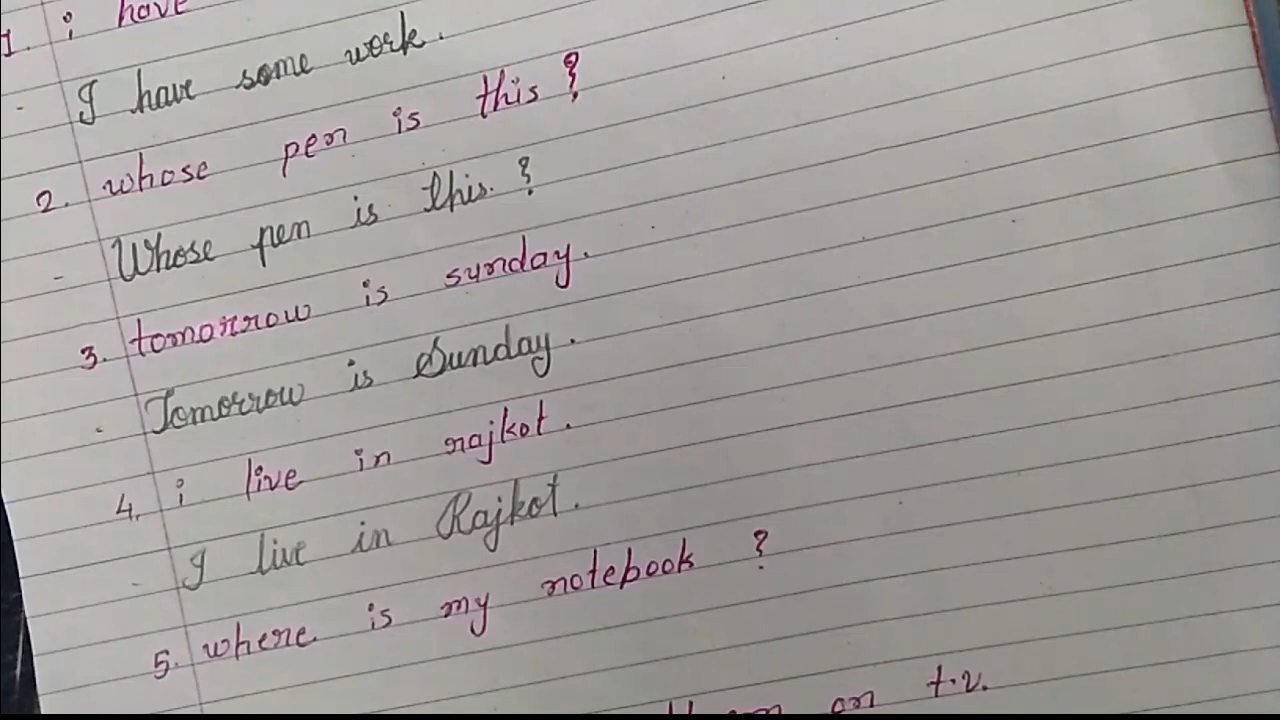 1. i have
- I have some work.
2. whose pen is this?
- Whose pen is this.?
3. tomorrow is sunday.
- Tomorrow is Sunday.
4. i live in rajkot.
- I live in Rajkot.
5. where is my notebook?
on t.v.